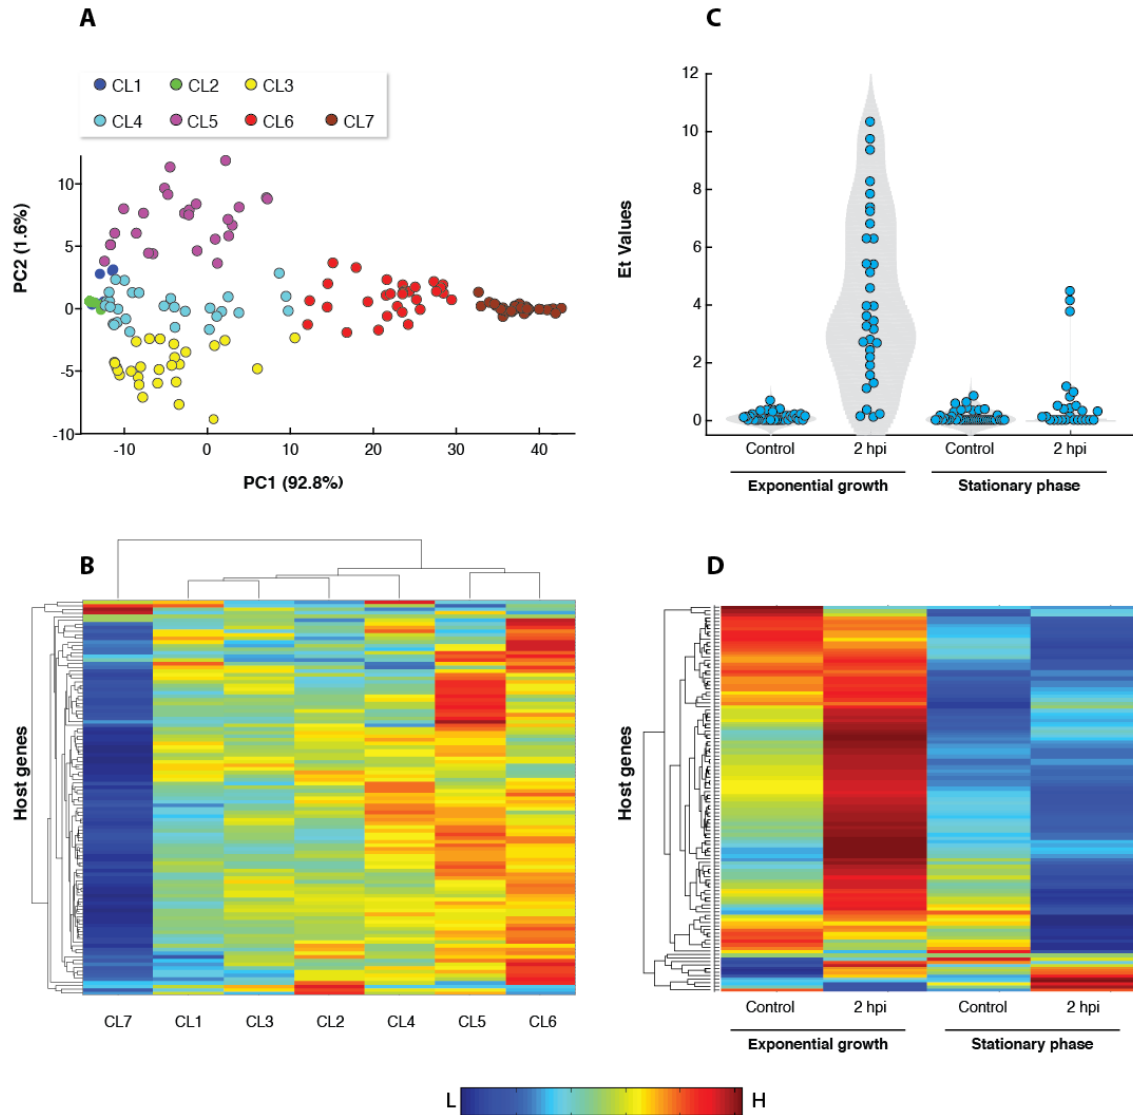 A
CL1 CL2 CL3
CL4 CL5 CL6 CL7
10
5
0
-5
-10
PC2 (1.6%)
-10 0 10 20 30 40
PC1 (92.8%)
C
12
10
8
6
4
2
0
Et Values
Control 2 hpi Control 2 hpi
Exponential growth Stationary phase
B
Host genes
CL7 CL1 CL3 CL2 CL4 CL5 CL6
D
Host genes
Control 2 hpi Control 2 hpi
Exponential growth Stationary phase
L H